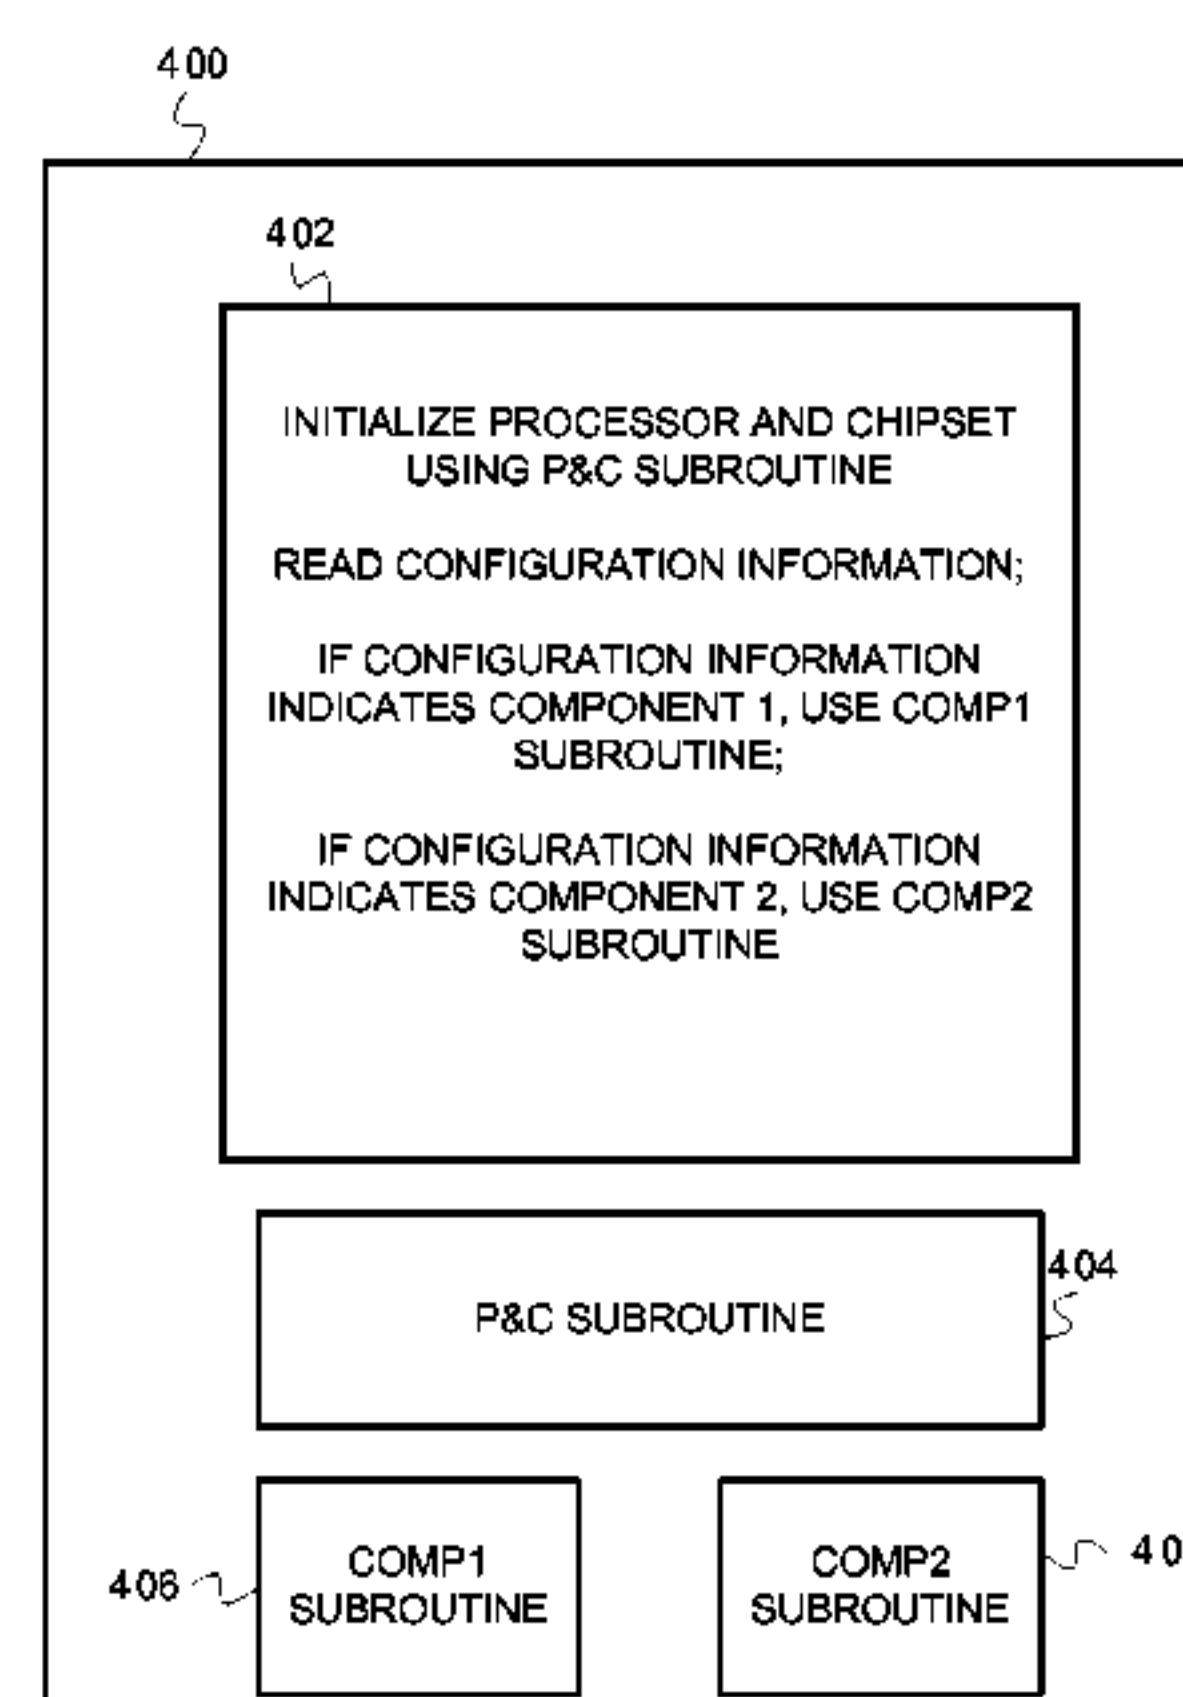 400
402
INITIALIZE PROCESSOR AND CHIPSET
USING P&C SUBROUTINE
READ CONFIGURATION INFORMATION;
IF CONFIGURATION INFORMATION
INDICATES COMPONENT 1, USE COMP1
SUBROUTINE;
IF CONFIGURATION INFORMATION
INDICATES COMPONENT 2, USE COMP2
SUBROUTINE
404
P&C SUBROUTINE
406
COMP1
SUBROUTINE
COMP2
SUBROUTINE